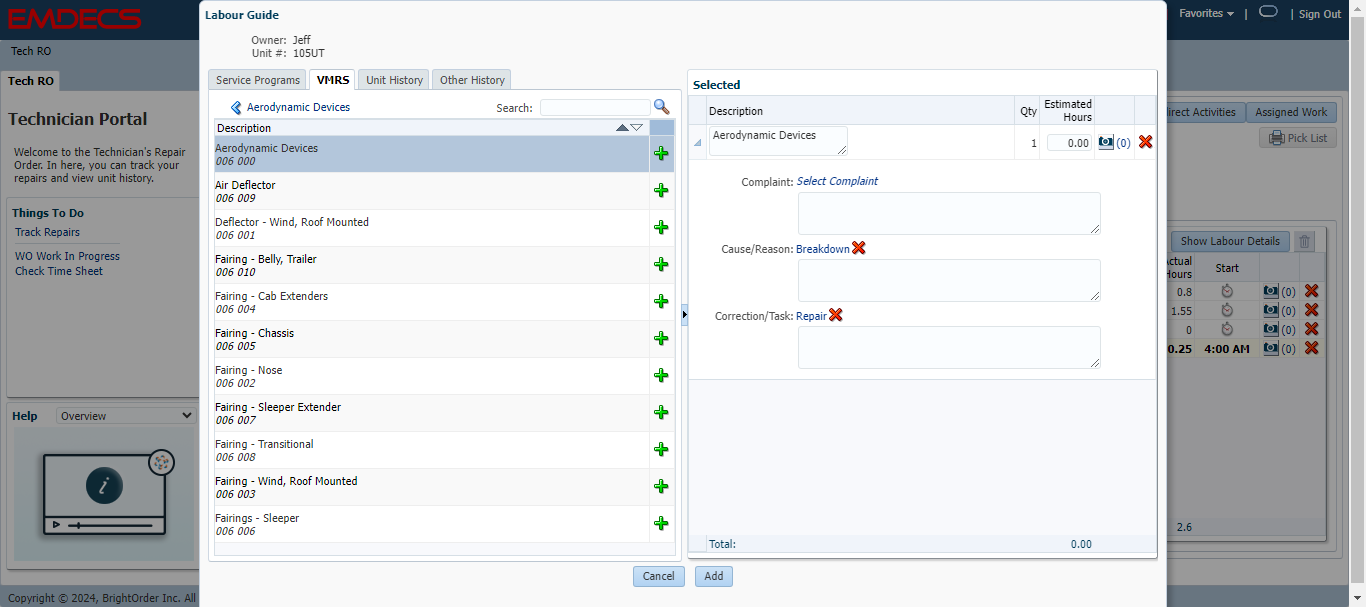 EMDECS
Favorites
|
| Sign Out
Tech RO
Tech RO
Technician Portal
Welcome to the Technician's Repair
Order. In here, you can track your
repairs and view unit history.
Things To Do
Track Repairs
WO Work In Progress
Check Time Sheet
Help
Overview
i
Copyright © 2024, BrightOrder Inc. All
Labour Guide
Owner: Jeff
Unit #: 105UT
Service Programs
VMRS
Unit History
Other History
Aerodynamic Devices
Search:
Description
Aerodynamic Devices
006 000
Air Deflector
006 009
Deflector - Wind, Roof Mounted
006 001
Fairing - Belly, Trailer
006 010
Fairing - Cab Extenders
006 004
Fairing - Chassis
006 005
Fairing - Nose
006 002
Fairing - Sleeper Extender
006 007
Fairing - Transitional
006 008
Fairing - Wind, Roof Mounted
006 003
Fairings - Sleeper
006 006
Selected
Description
Qty
Estimated
Hours
Aerodynamic Devices
1
0.00
(0)
Complaint: Select Complaint
Cause/Reason: Breakdown
Correction/Task: Repair
Total:
0.00
Cancel
Add
Activities
Assigned Work
Pick List
Show Labour Details
Hours
Start
0.8
(0)
1.55
(0)
0
(0)
0.25
4:00 AM
(0)
2.6